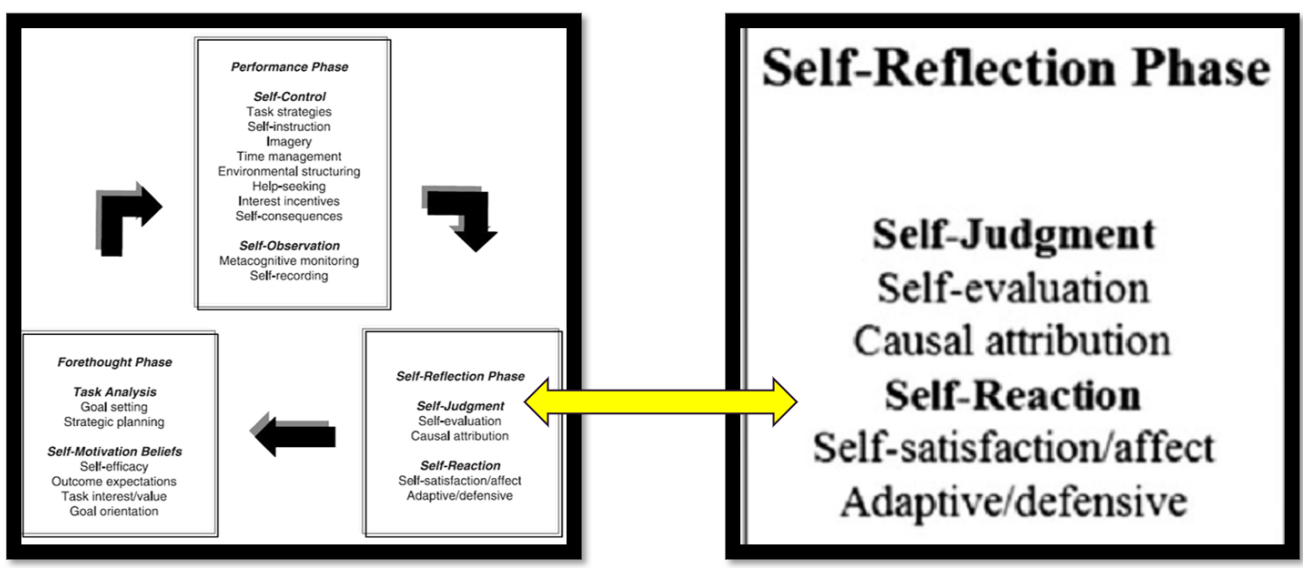 Performance Phase
Self-Control
Task strategies
Self-instruction
Imagery
Time management
Environmental structuring
Help-seeking
Interest incentives
Self-consequences
Self-Observation
Metacognitive monitoring
Self-recording
Forethought Phase
Task Analysis
Goal setting
Strategic planning
Self-Motivation Beliefs
Self-efficacy
Outcome expectations
Task interest/value
Goal orientation
Self-Reflection Phase
Self-Judgment
Self-evaluation
Causal attribution
Self-Reaction
Self-satisfaction/affect
Adaptive/defensive
Self-Reflection Phase
Self-Judgment
Self-evaluation
Causal attribution
Self-Reaction
Self-satisfaction/affect
Adaptive/defensive